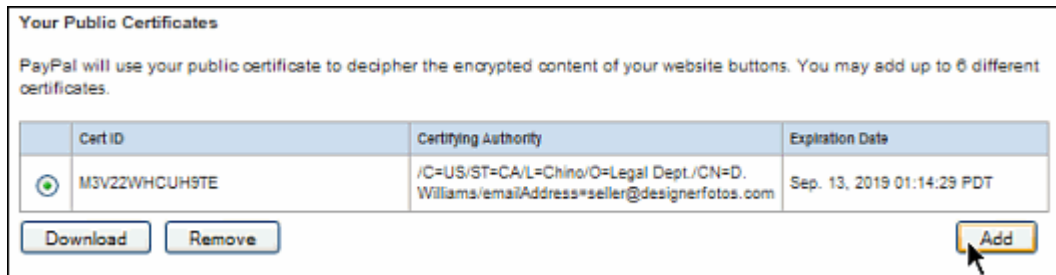 Your Public Certificates
PayPal will use your public certificate to decipher the encrypted content of your website buttons. You may add up to 6 different
certificates.
Cert ID Certifying Authority Expiration Date
M3V22WHCUH9TE /C=US/ST=CA/L=Chino/O=Legal Dept./CN=D. Sep. 13, 2019 01:14:29 PDT
Williams/emailAddress=seller@designerfotos.com
Download Remove Add